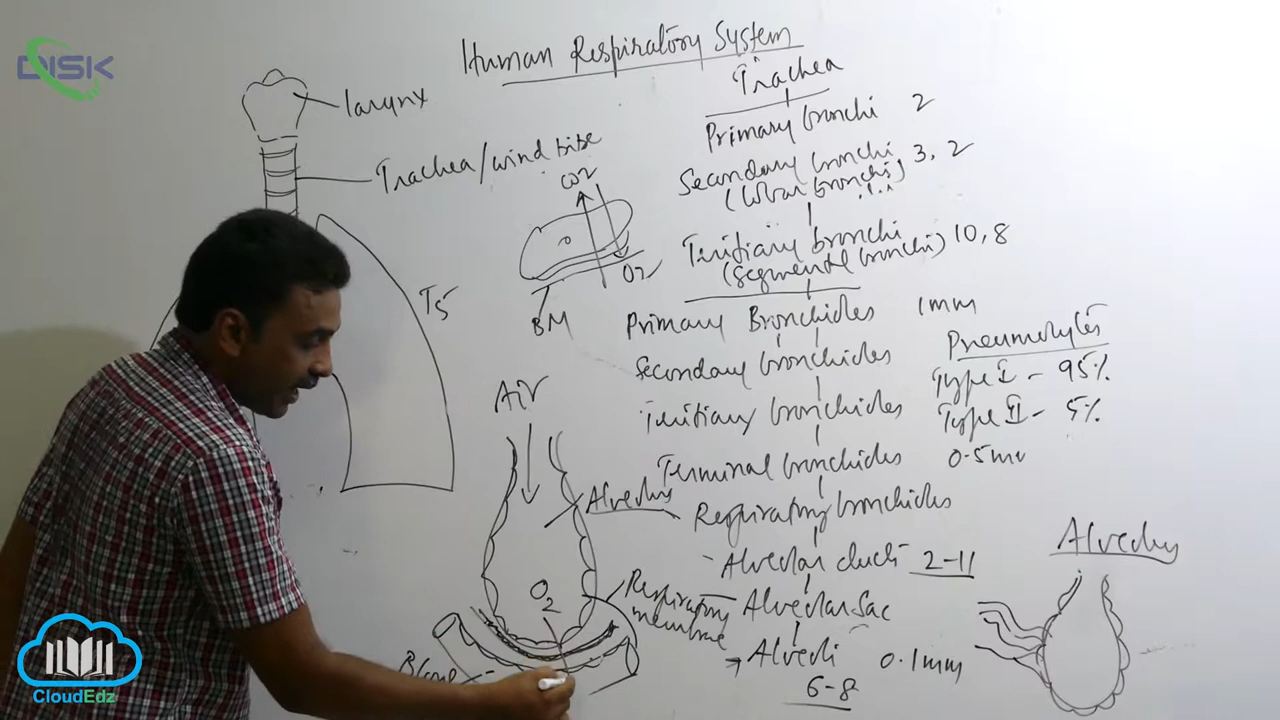 DISK
Human Respiratory System
larynx
Trachea/wind pipe
T5
CO2
O2
BM
Air
Alveolus
O2
Respiratory membrane
Trachea
Primary bronchi 2
Secondary bronchi 3, 2
(lobar bronchi)
Teritiary bronchi
(Segmental bronchi) 10, 8
Primary Bronchioles 1mm
Secondary bronchioles
Teritiary bronchioles
Terminal bronchioles 0.5mm
Respiratory bronchioles
Alveolar duct 2-11
Alveolar Sac
Alveoli 0.1mm
6-8
Pneumolytes
Type I - 95%
Type II - 5%
Alveolus
CloudEdz